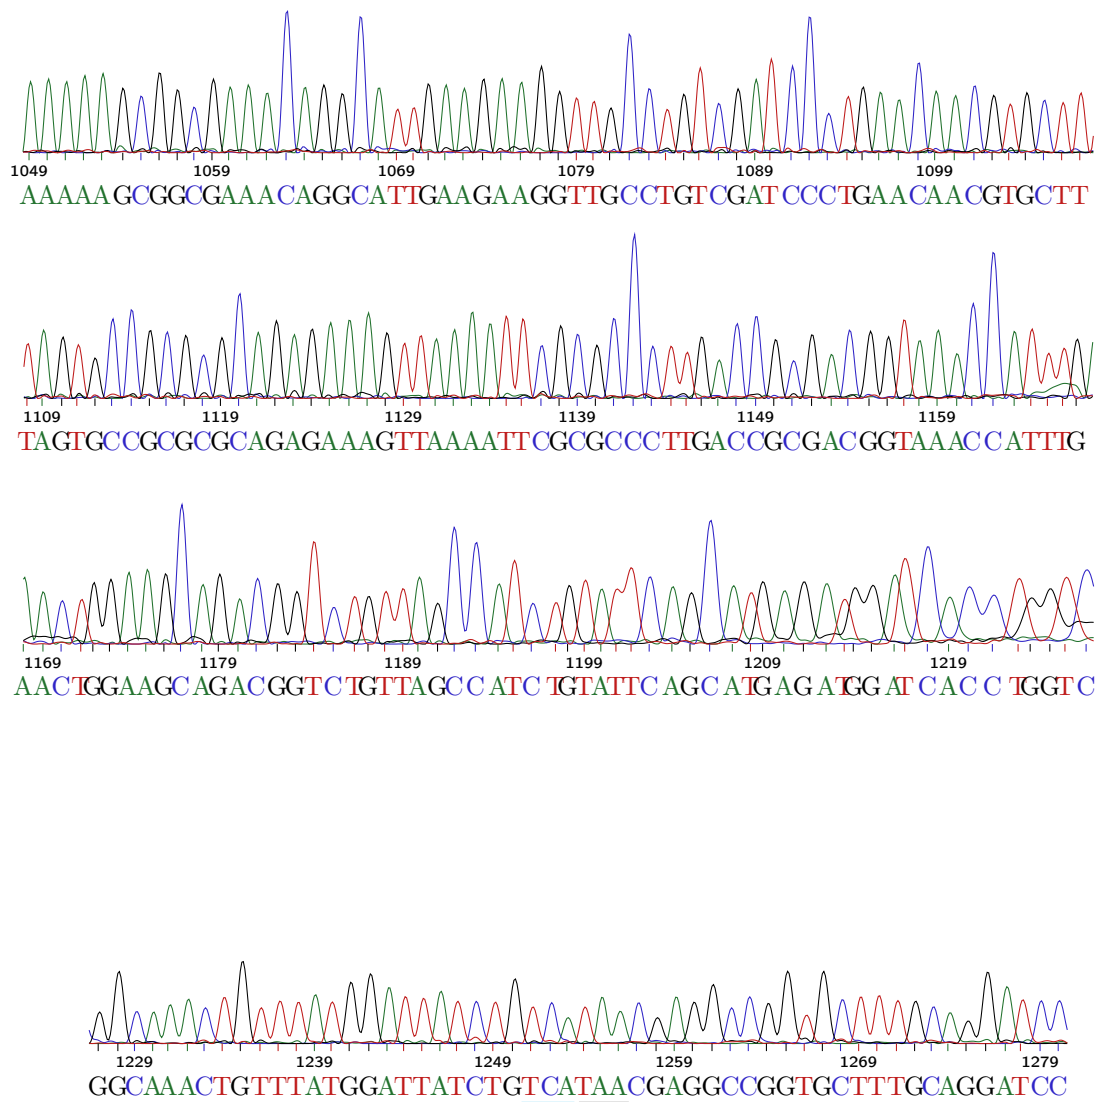 1049 1059 1069 1079 1089 1099
AAAAAGCGGCGAAACAGGCATTGAAGAAGGTTGCCTGTCGATCCCTGAACAACGTGCTT
1109 1119 1129 1139 1149 1159
TAGTGCCGCGCGCAGAGAAAGTTAAAATTCGCGCCCTTGACCGCGACGGTAAACCATTTG
1169 1179 1189 1199 1209 1219
AACTGGAAGCAGACGGTCTGTTAGCCATCTGTATTCAGCATGAGATGGATCACCTGGTC
1229 1239 1249 1259 1269 1279
GGCAAACTGTTTATGGATTATCTGTCATAACGAGGCCGGTGCTTTGCAGGATCC